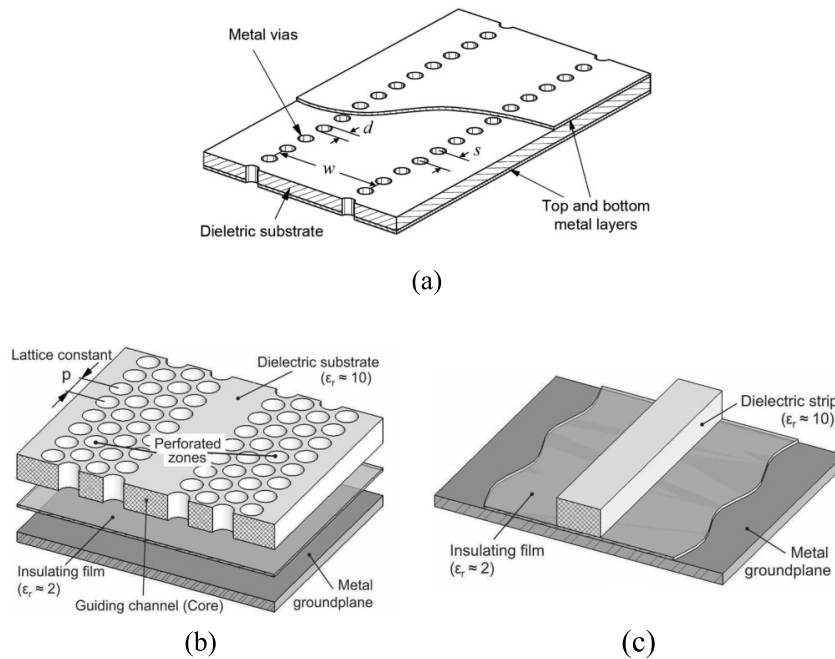 Metal vias
d
s
w
Dieletric substrate
Top and bottom
metal layers
(a)
Lattice constant
p
Dielectric substrate
(εr ≈ 10)
Perforated
zones
Insulating film
(εr ≈ 2)
Guiding channel (Core)
Metal
groundplane
(b)
Dielectric strip
(εr ≈ 10)
Insulating film
(εr ≈ 2)
Metal
groundplane
(c)